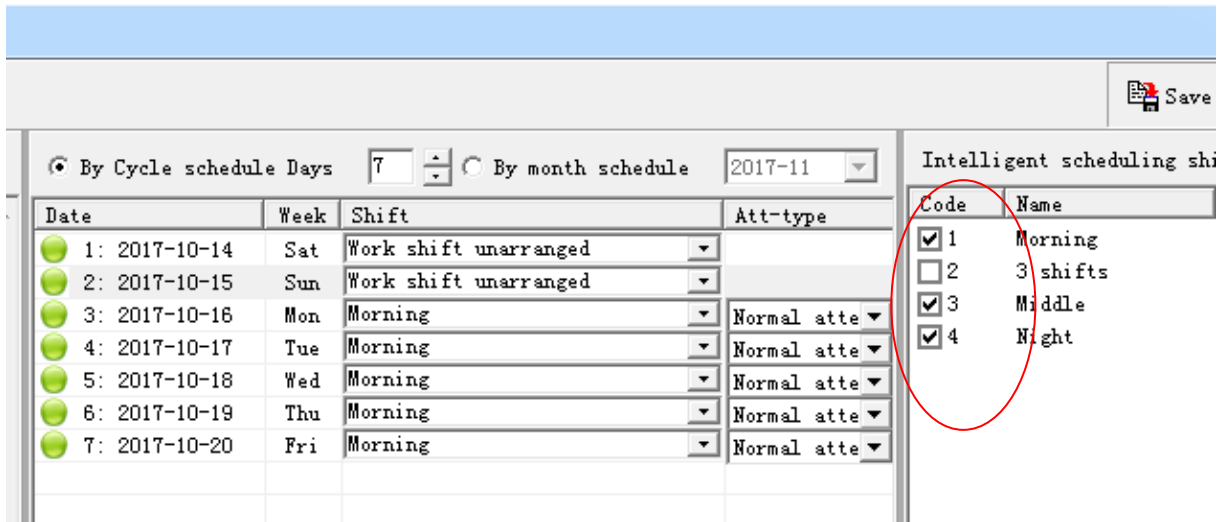 Save
By Cycle schedule Days 7 By month schedule 2017-11 Intelligent scheduling shi
Date Week Shift Att-type Code Name
1: 2017-10-14 Sat Work shift unarranged 1 Morning
2: 2017-10-15 Sun Work shift unarranged 2 3 shifts
3: 2017-10-16 Mon Morning Normal atte 3 Middle
4: 2017-10-17 Tue Morning Normal atte 4 Night
5: 2017-10-18 Wed Morning Normal atte
6: 2017-10-19 Thu Morning Normal atte
7: 2017-10-20 Fri Morning Normal atte